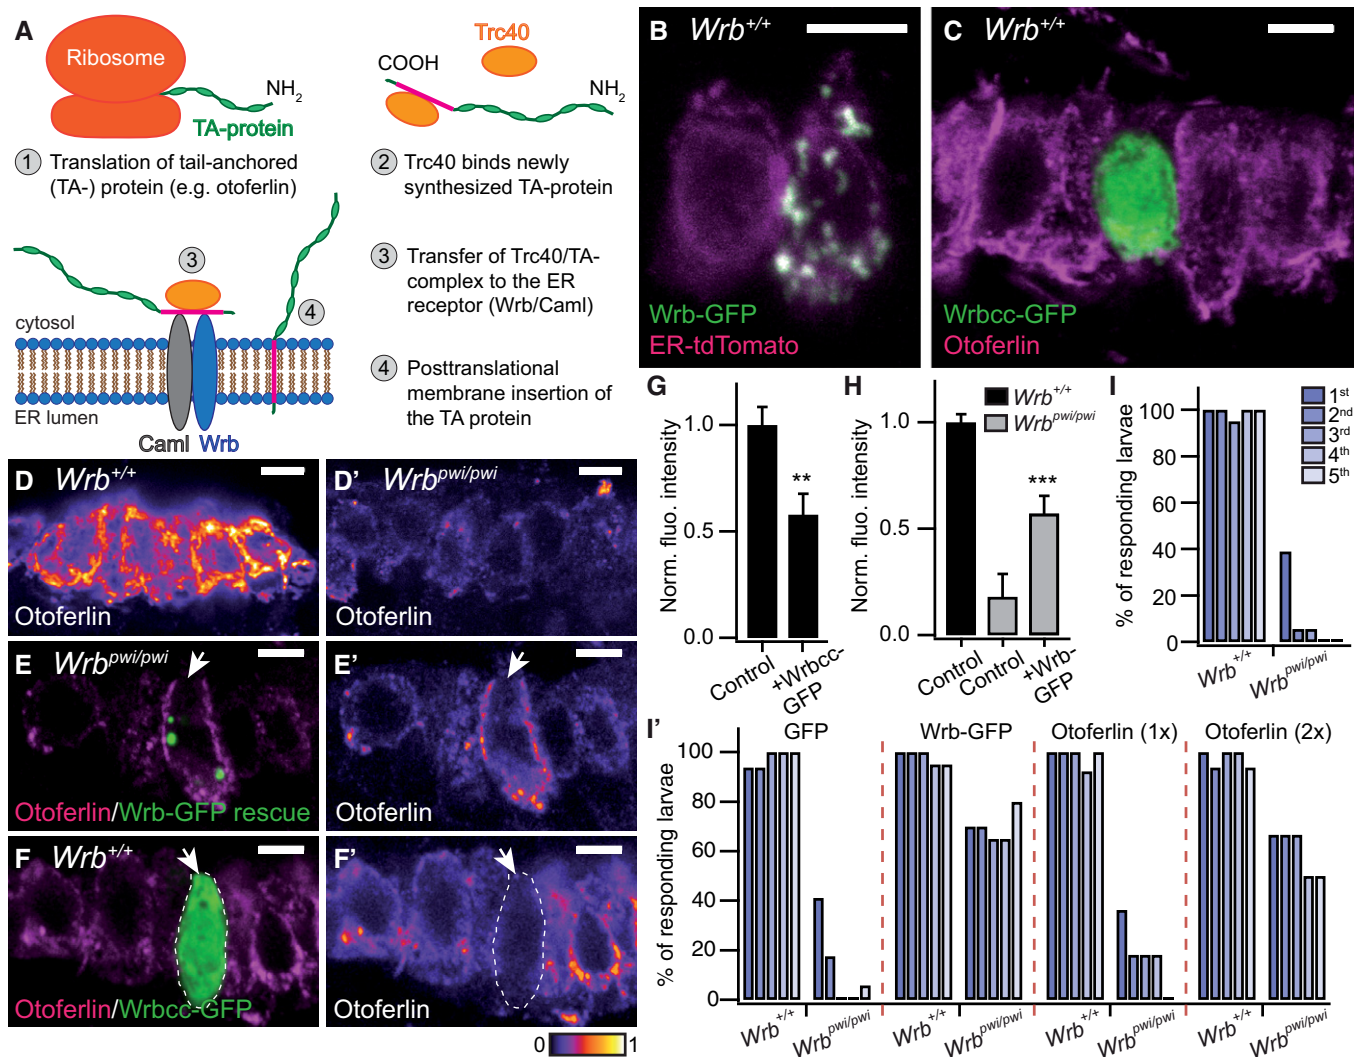 A
Ribosome
NH2
TA-protein
1 Translation of tail-anchored
(TA-) protein (e.g. otoferlin)
Trc40
COOH
NH2
2 Trc40 binds newly
synthesized TA-protein
3
4
cytosol
ER lumen
Caml Wrb
3 Transfer of Trc40/TA-
complex to the ER
receptor (Wrb/Caml)
4 Posttranslational
membrane insertion of
the TA protein
B Wrb+/+
Wrb-GFP
ER-tdTomato
C Wrb+/+
Wrbcc-GFP
Otoferlin
D Wrb+/+
Otoferlin
D' Wrbpwi/pwi
Otoferlin
E Wrbpwi/pwi
Otoferlin/Wrb-GFP rescue
E'
Otoferlin
F Wrb+/+
Otoferlin/Wrbcc-GFP
F'
Otoferlin
0 1
G
Norm. fluo. intensity
1.0
0.5
0.0
**
Control
+Wrbcc-
GFP
H
Norm. fluo. intensity
1.0
0.5
0.0
Wrb+/+
Wrbpwi/pwi
***
Control
Control
+Wrb-
GFP
I
% of responding larvae
100
80
60
40
20
0
1st
2nd
3rd
4th
5th
Wrb+/+
Wrbpwi/pwi
I'
% of responding larvae
100
80
60
40
20
0
GFP
Wrb-GFP
Otoferlin (1x)
Otoferlin (2x)
Wrb+/+
Wrbpwi/pwi
Wrb+/+
Wrbpwi/pwi
Wrb+/+
Wrbpwi/pwi
Wrb+/+
Wrbpwi/pwi